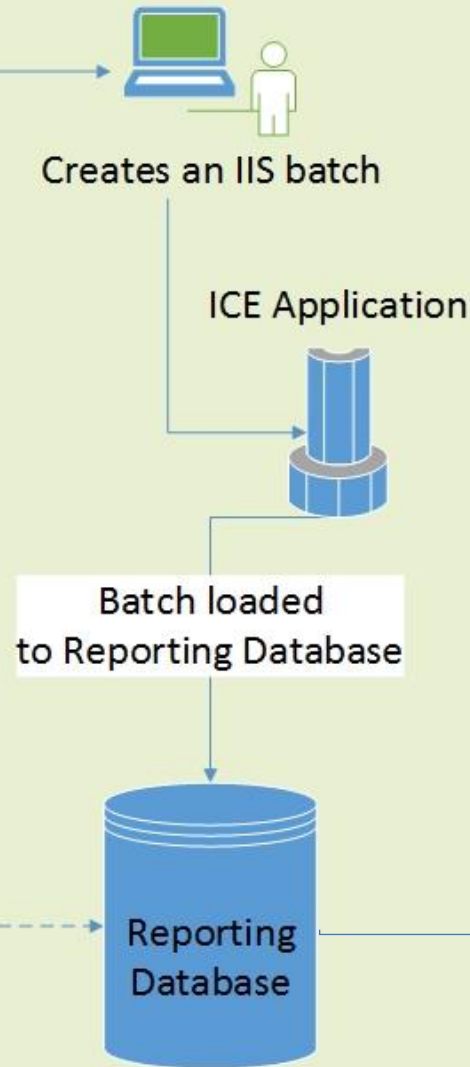 Creates an IIS batch
ICE Application
Batch loaded
to Reporting Database
Reporting
Database